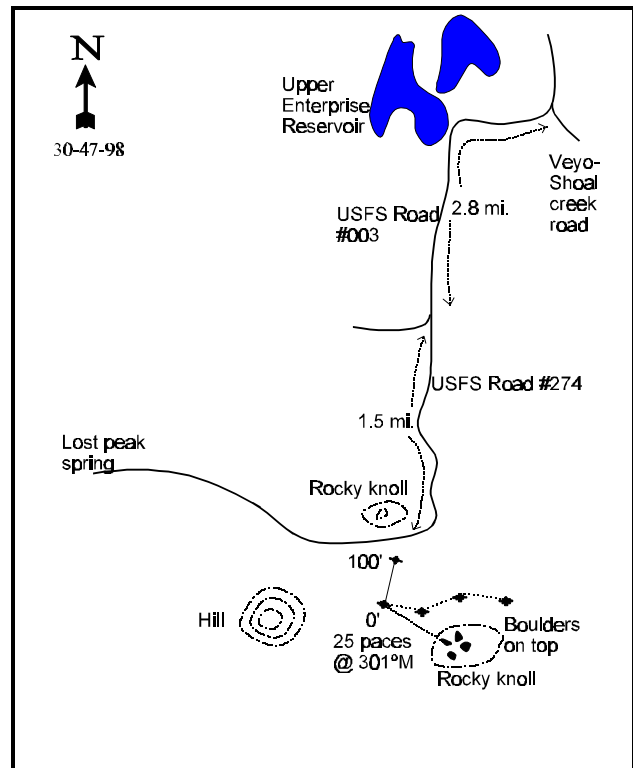 N
30-47-98
Upper
Enterprise
Reservoir
Veyo-
Shoal
creek
road
USFS Road
#003
2.8 mi.
USFS Road #274
1.5 mi.
Lost peak
spring
Rocky knoll
100'
Hill
0'
25 paces
@ 301ºM
Boulders
on top
Rocky knoll